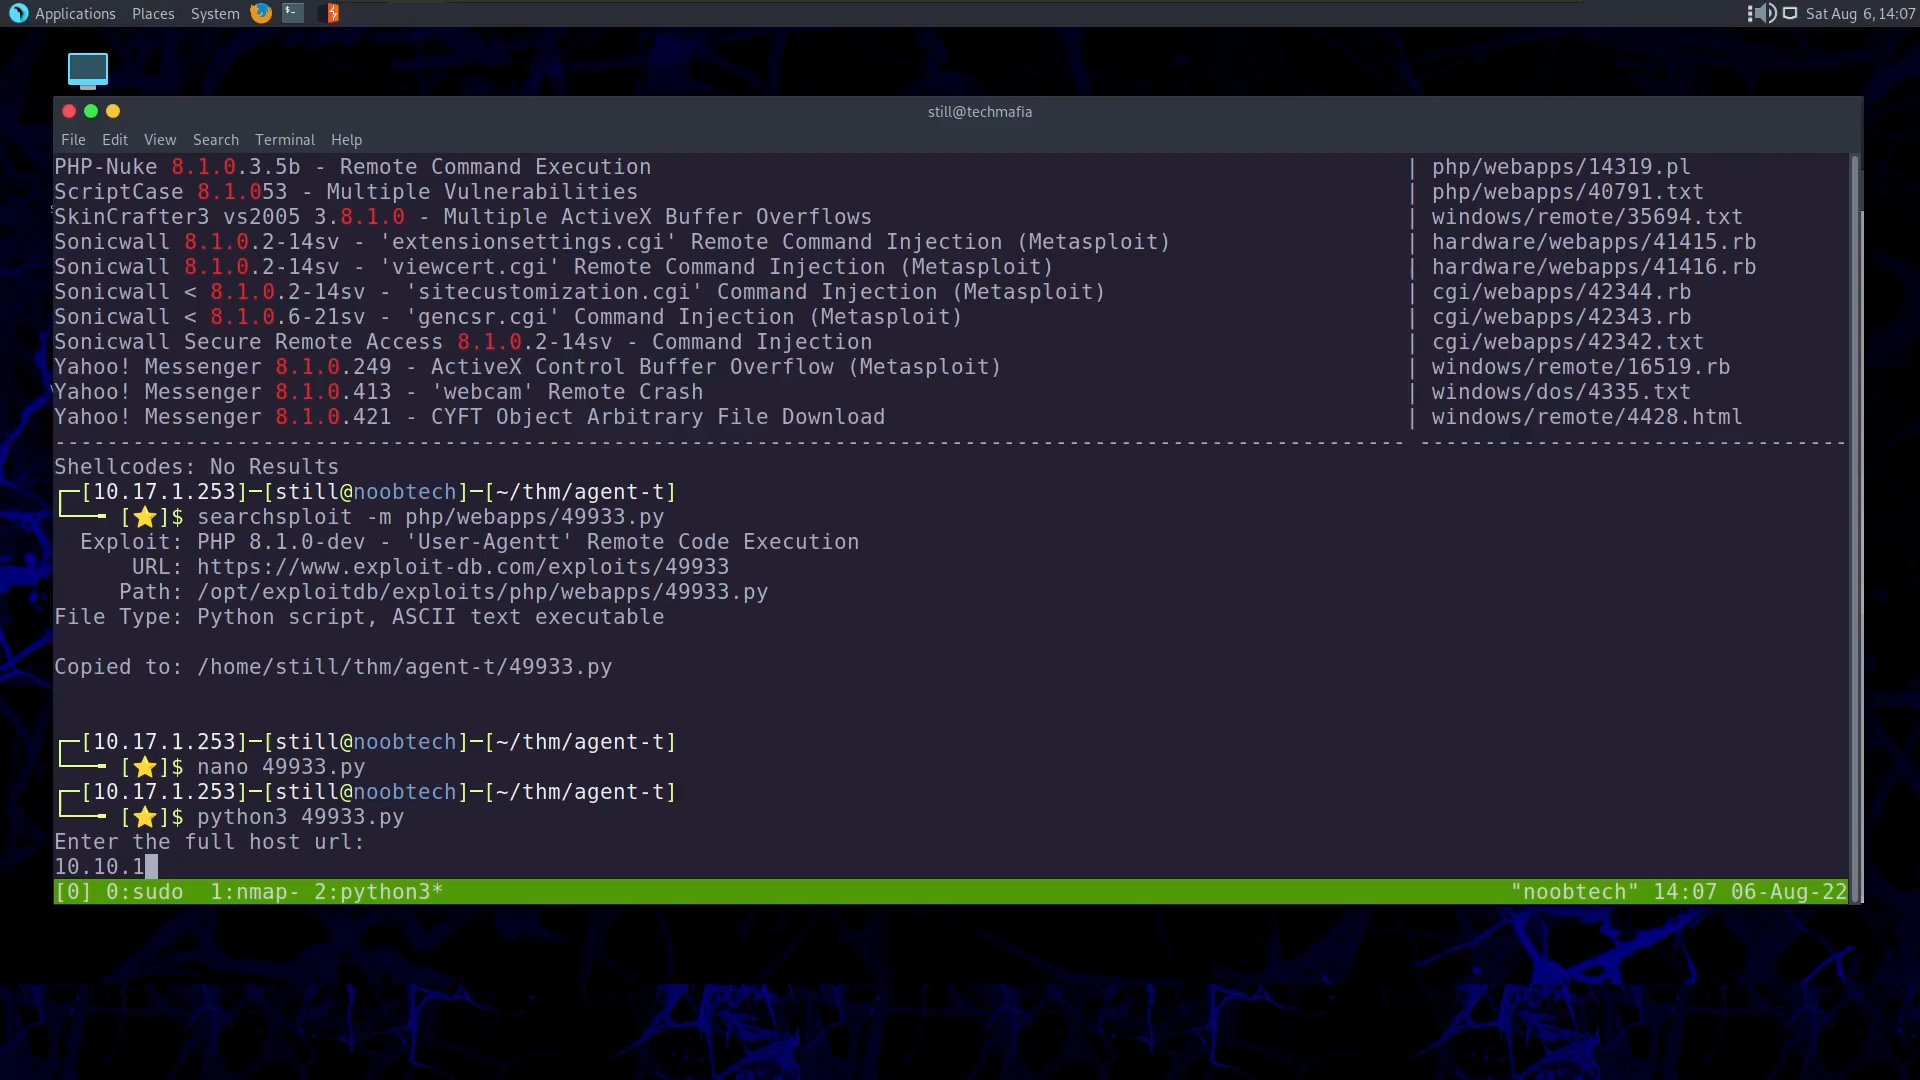 Applications Places System Sat Aug 6, 14:07
still@techmafia
File Edit View Search Terminal Help
PHP-Nuke 8.1.0.3.5b - Remote Command Execution | php/webapps/14319.pl
ScriptCase 8.1.053 - Multiple Vulnerabilities | php/webapps/40791.txt
SkinCrafter3 vs2005 3.8.1.0 - Multiple ActiveX Buffer Overflows | windows/remote/35694.txt
Sonicwall 8.1.0.2-14sv - 'extensionsettings.cgi' Remote Command Injection (Metasploit) | hardware/webapps/41415.rb
Sonicwall 8.1.0.2-14sv - 'viewcert.cgi' Remote Command Injection (Metasploit) | hardware/webapps/41416.rb
Sonicwall < 8.1.0.2-14sv - 'sitecustomization.cgi' Command Injection (Metasploit) | cgi/webapps/42344.rb
Sonicwall < 8.1.0.6-21sv - 'gencsr.cgi' Command Injection (Metasploit) | cgi/webapps/42343.rb
Sonicwall Secure Remote Access 8.1.0.2-14sv - Command Injection | cgi/webapps/42342.txt
Yahoo! Messenger 8.1.0.249 - ActiveX Control Buffer Overflow (Metasploit) | windows/remote/16519.rb
Yahoo! Messenger 8.1.0.413 - 'webcam' Remote Crash | windows/dos/4335.txt
Yahoo! Messenger 8.1.0.421 - CYFT Object Arbitrary File Download | windows/remote/4428.html
Shellcodes: No Results
┌─[10.17.1.253]─[still@noobtech]─[~/thm/agent-t]
└──╼ [⭐]$ searchsploit -m php/webapps/49933.py
Exploit: PHP 8.1.0-dev - 'User-Agentt' Remote Code Execution
URL: https://www.exploit-db.com/exploits/49933
Path: /opt/exploitdb/exploits/php/webapps/49933.py
File Type: Python script, ASCII text executable
Copied to: /home/still/thm/agent-t/49933.py
┌─[10.17.1.253]─[still@noobtech]─[~/thm/agent-t]
└──╼ [⭐]$ nano 49933.py
┌─[10.17.1.253]─[still@noobtech]─[~/thm/agent-t]
└──╼ [⭐]$ python3 49933.py
Enter the full host url:
10.10.1
[0] 0:sudo 1:nmap- 2:python3* "noobtech" 14:07 06-Aug-22